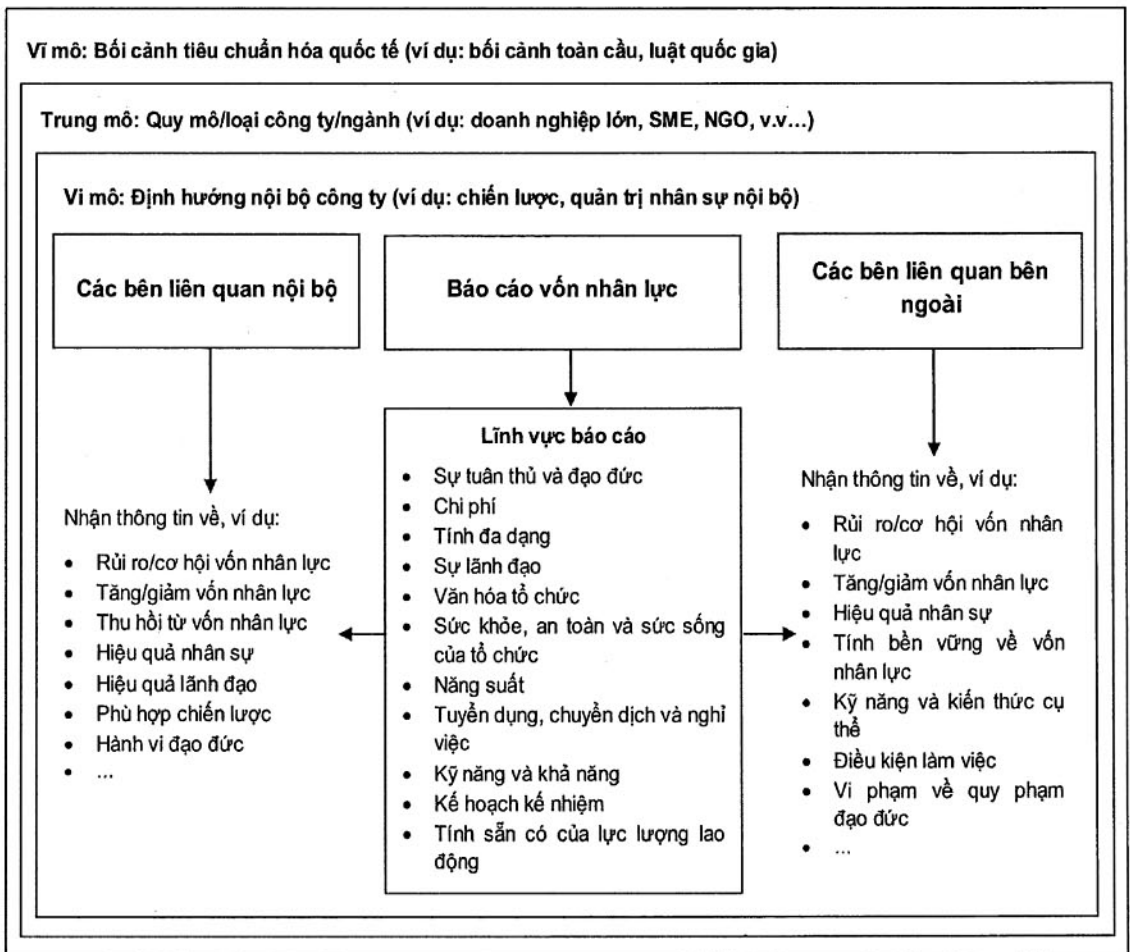 Vĩ mô: Bối cảnh tiêu chuẩn hóa quốc tế (ví dụ: bối cảnh toàn cầu, luật quốc gia)
Trung mô: Quy mô/loại công ty/ngành (ví dụ: doanh nghiệp lớn, SME, NGO, v.v...)
Vi mô: Định hướng nội bộ công ty (ví dụ: chiến lược, quản trị nhân sự nội bộ)
Các bên liên quan nội bộ
Nhận thông tin về, ví dụ:
• Rủi ro/cơ hội vốn nhân lực
• Tăng/giảm vốn nhân lực
• Thu hồi từ vốn nhân lực
• Hiệu quả nhân sự
• Hiệu quả lãnh đạo
• Phù hợp chiến lược
• Hành vi đạo đức
• ...
Báo cáo vốn nhân lực
Lĩnh vực báo cáo
• Sự tuân thủ và đạo đức
• Chi phí
• Tính đa dạng
• Sự lãnh đạo
• Văn hóa tổ chức
• Sức khỏe, an toàn và sức sống
của tổ chức
• Năng suất
• Tuyển dụng, chuyển dịch và nghỉ
việc
• Kỹ năng và khả năng
• Kế hoạch kế nhiệm
• Tính sẵn có của lực lượng lao
động
Các bên liên quan bên
ngoài
Nhận thông tin về, ví dụ:
• Rủi ro/cơ hội vốn nhân
lực
• Tăng/giảm vốn nhân lực
• Hiệu quả nhân sự
• Tính bền vững về vốn
nhân lực
• Kỹ năng và kiến thức cụ
thể
• Điều kiện làm việc
• Vi phạm về quy phạm
đạo đức
• ...